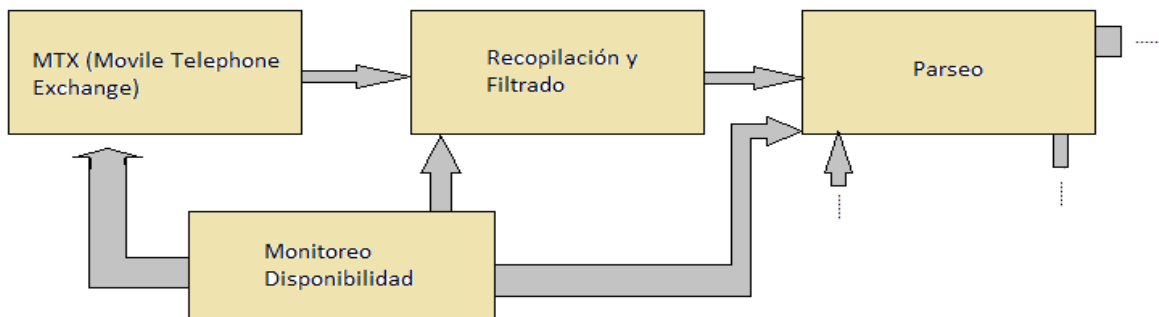 MTX (Movile Telephone
Exchange)
Recopilación y
Filtrado
Parseo
Monitoreo
Disponibilidad